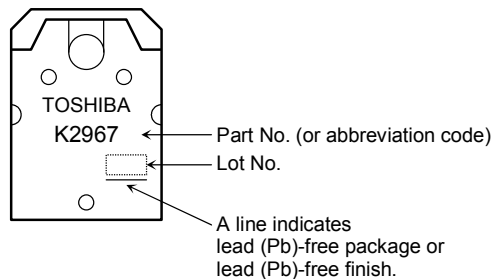 TOSHIBA
K2967
Part No. (or abbreviation code)
Lot No.
A line indicates
lead (Pb)-free package or
lead (Pb)-free finish.